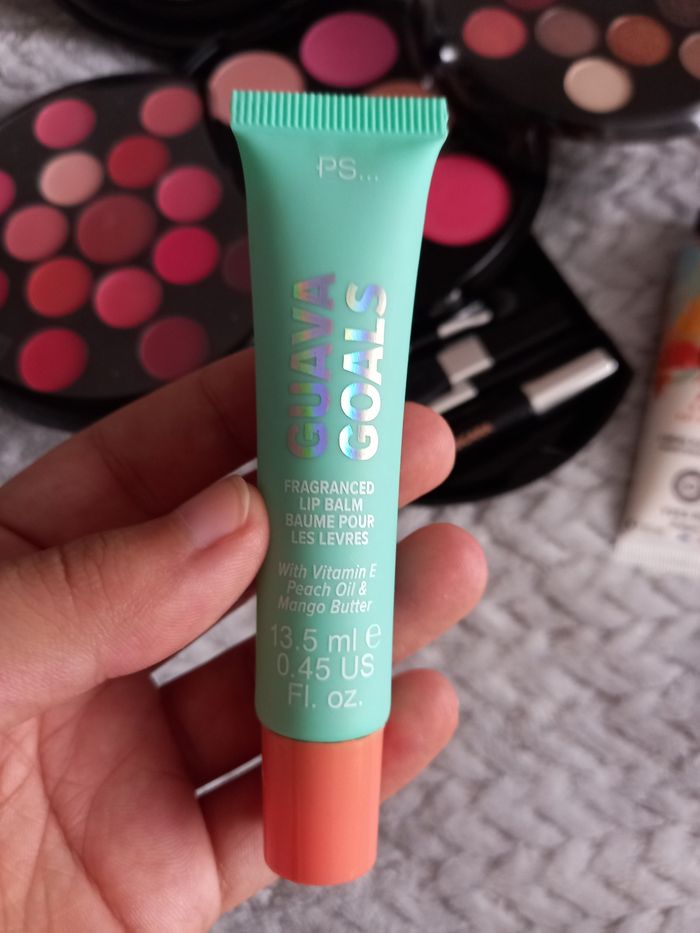 PS...
GUAVA
GOALS
FRAGRANCED
LIP BALM
BAUME POUR
LES LEVRES
With Vitamin E
Peach Oil &
Mango Butter
13.5 ml e
0.45 US
Fl. oz.